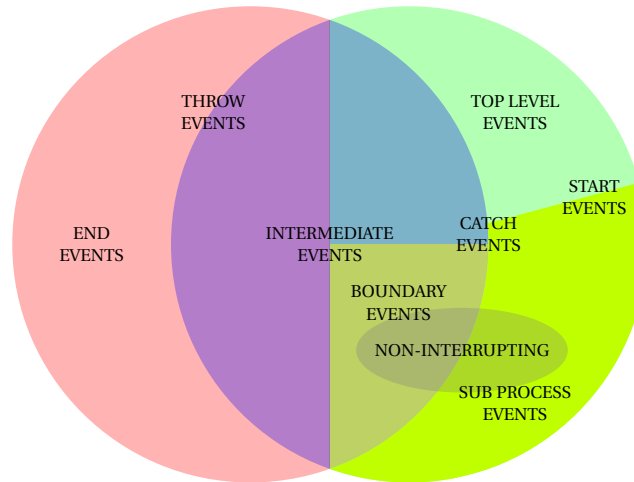 THROW
EVENTS
TOP LEVEL
EVENTS
START
EVENTS
END
EVENTS
INTERMEDIATE
EVENTS
CATCH
EVENTS
BOUNDARY
EVENTS
NON-INTERRUPTING
SUB PROCESS
EVENTS